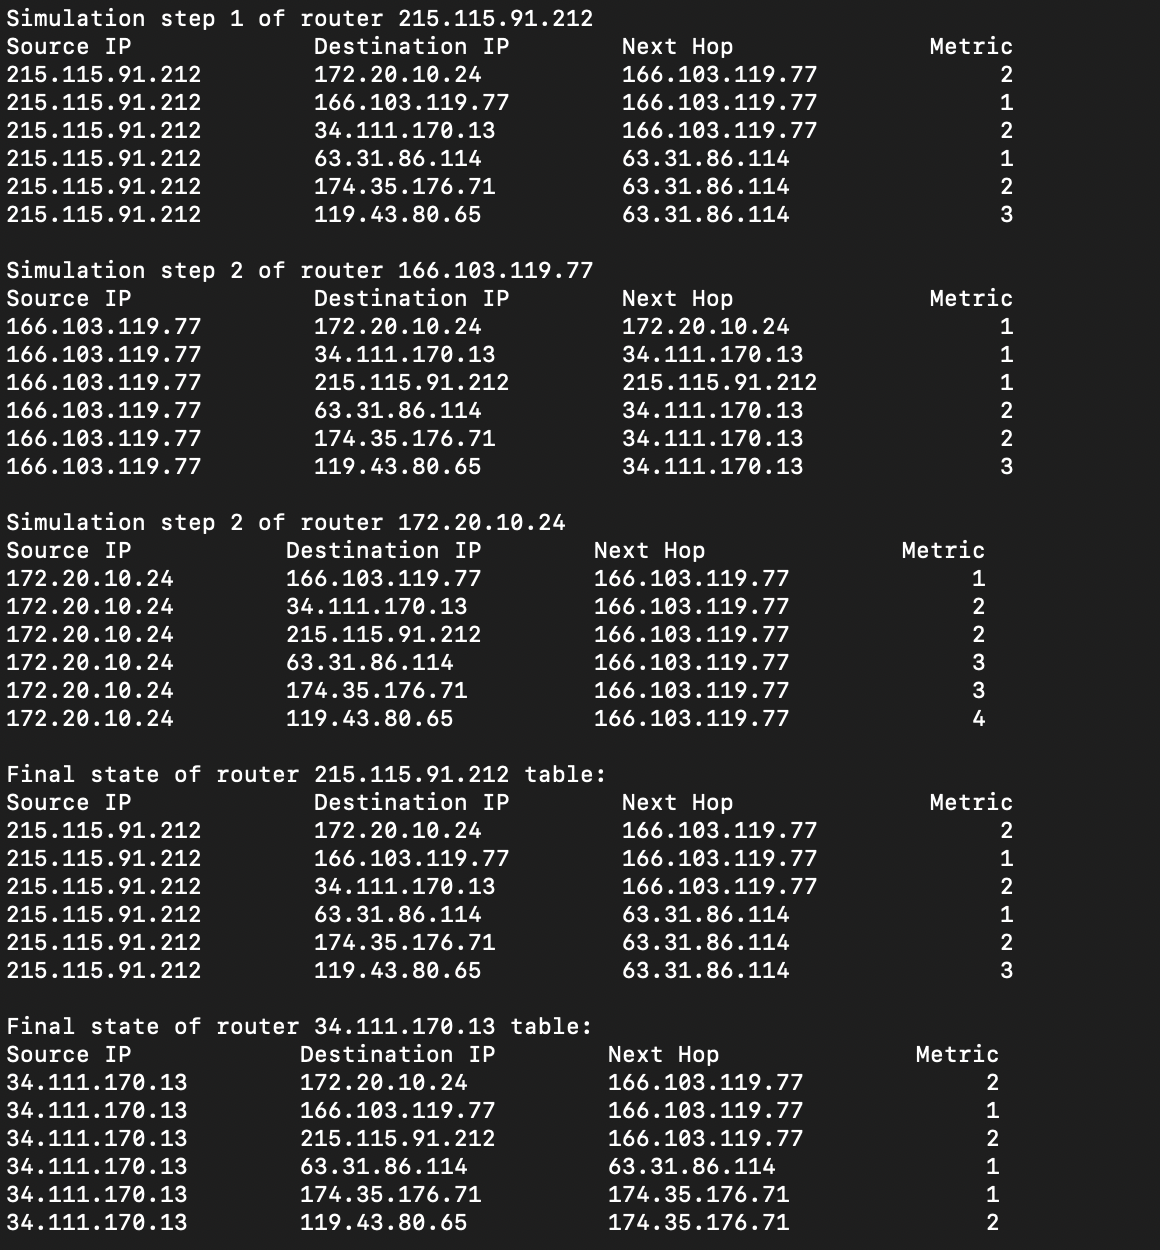 Simulation step 1 of router 215.115.91.212
Source IP Destination IP Next Hop Metric
215.115.91.212 172.20.10.24 166.103.119.77 2
215.115.91.212 166.103.119.77 166.103.119.77 1
215.115.91.212 34.111.170.13 166.103.119.77 2
215.115.91.212 63.31.86.114 63.31.86.114 1
215.115.91.212 174.35.176.71 63.31.86.114 2
215.115.91.212 119.43.80.65 63.31.86.114 3
Simulation step 2 of router 166.103.119.77
Source IP Destination IP Next Hop Metric
166.103.119.77 172.20.10.24 172.20.10.24 1
166.103.119.77 34.111.170.13 34.111.170.13 1
166.103.119.77 215.115.91.212 215.115.91.212 1
166.103.119.77 63.31.86.114 34.111.170.13 2
166.103.119.77 174.35.176.71 34.111.170.13 2
166.103.119.77 119.43.80.65 34.111.170.13 3
Simulation step 2 of router 172.20.10.24
Source IP Destination IP Next Hop Metric
172.20.10.24 166.103.119.77 166.103.119.77 1
172.20.10.24 34.111.170.13 166.103.119.77 2
172.20.10.24 215.115.91.212 166.103.119.77 2
172.20.10.24 63.31.86.114 166.103.119.77 3
172.20.10.24 174.35.176.71 166.103.119.77 3
172.20.10.24 119.43.80.65 166.103.119.77 4
Final state of router 215.115.91.212 table:
Source IP Destination IP Next Hop Metric
215.115.91.212 172.20.10.24 166.103.119.77 2
215.115.91.212 166.103.119.77 166.103.119.77 1
215.115.91.212 34.111.170.13 166.103.119.77 2
215.115.91.212 63.31.86.114 63.31.86.114 1
215.115.91.212 174.35.176.71 63.31.86.114 2
215.115.91.212 119.43.80.65 63.31.86.114 3
Final state of router 34.111.170.13 table:
Source IP Destination IP Next Hop Metric
34.111.170.13 172.20.10.24 166.103.119.77 2
34.111.170.13 166.103.119.77 166.103.119.77 1
34.111.170.13 215.115.91.212 166.103.119.77 2
34.111.170.13 63.31.86.114 63.31.86.114 1
34.111.170.13 174.35.176.71 174.35.176.71 1
34.111.170.13 119.43.80.65 174.35.176.71 2